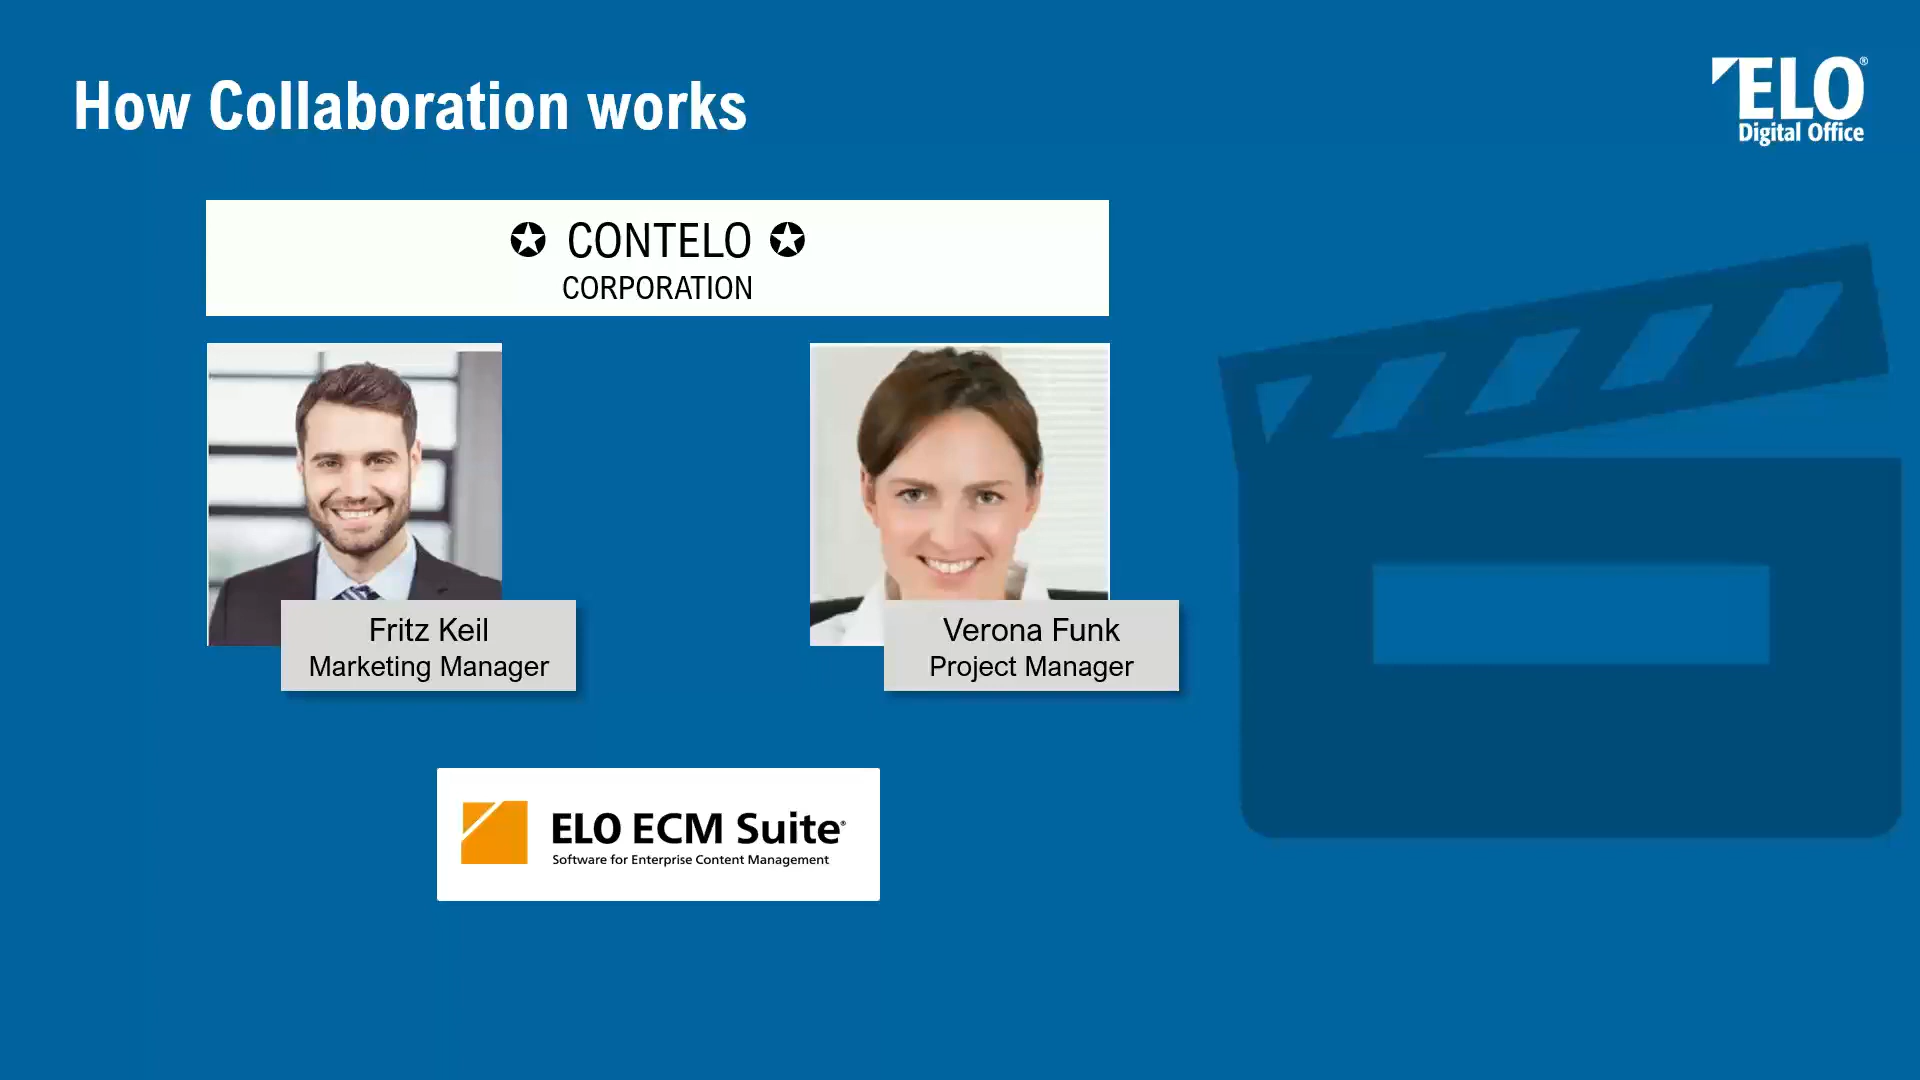 How Collaboration works
ELO®
Digital Office
✪ CONTELO ✪
CORPORATION
Fritz Keil
Marketing Manager
Verona Funk
Project Manager
ELO ECM Suite®
Software for Enterprise Content Management